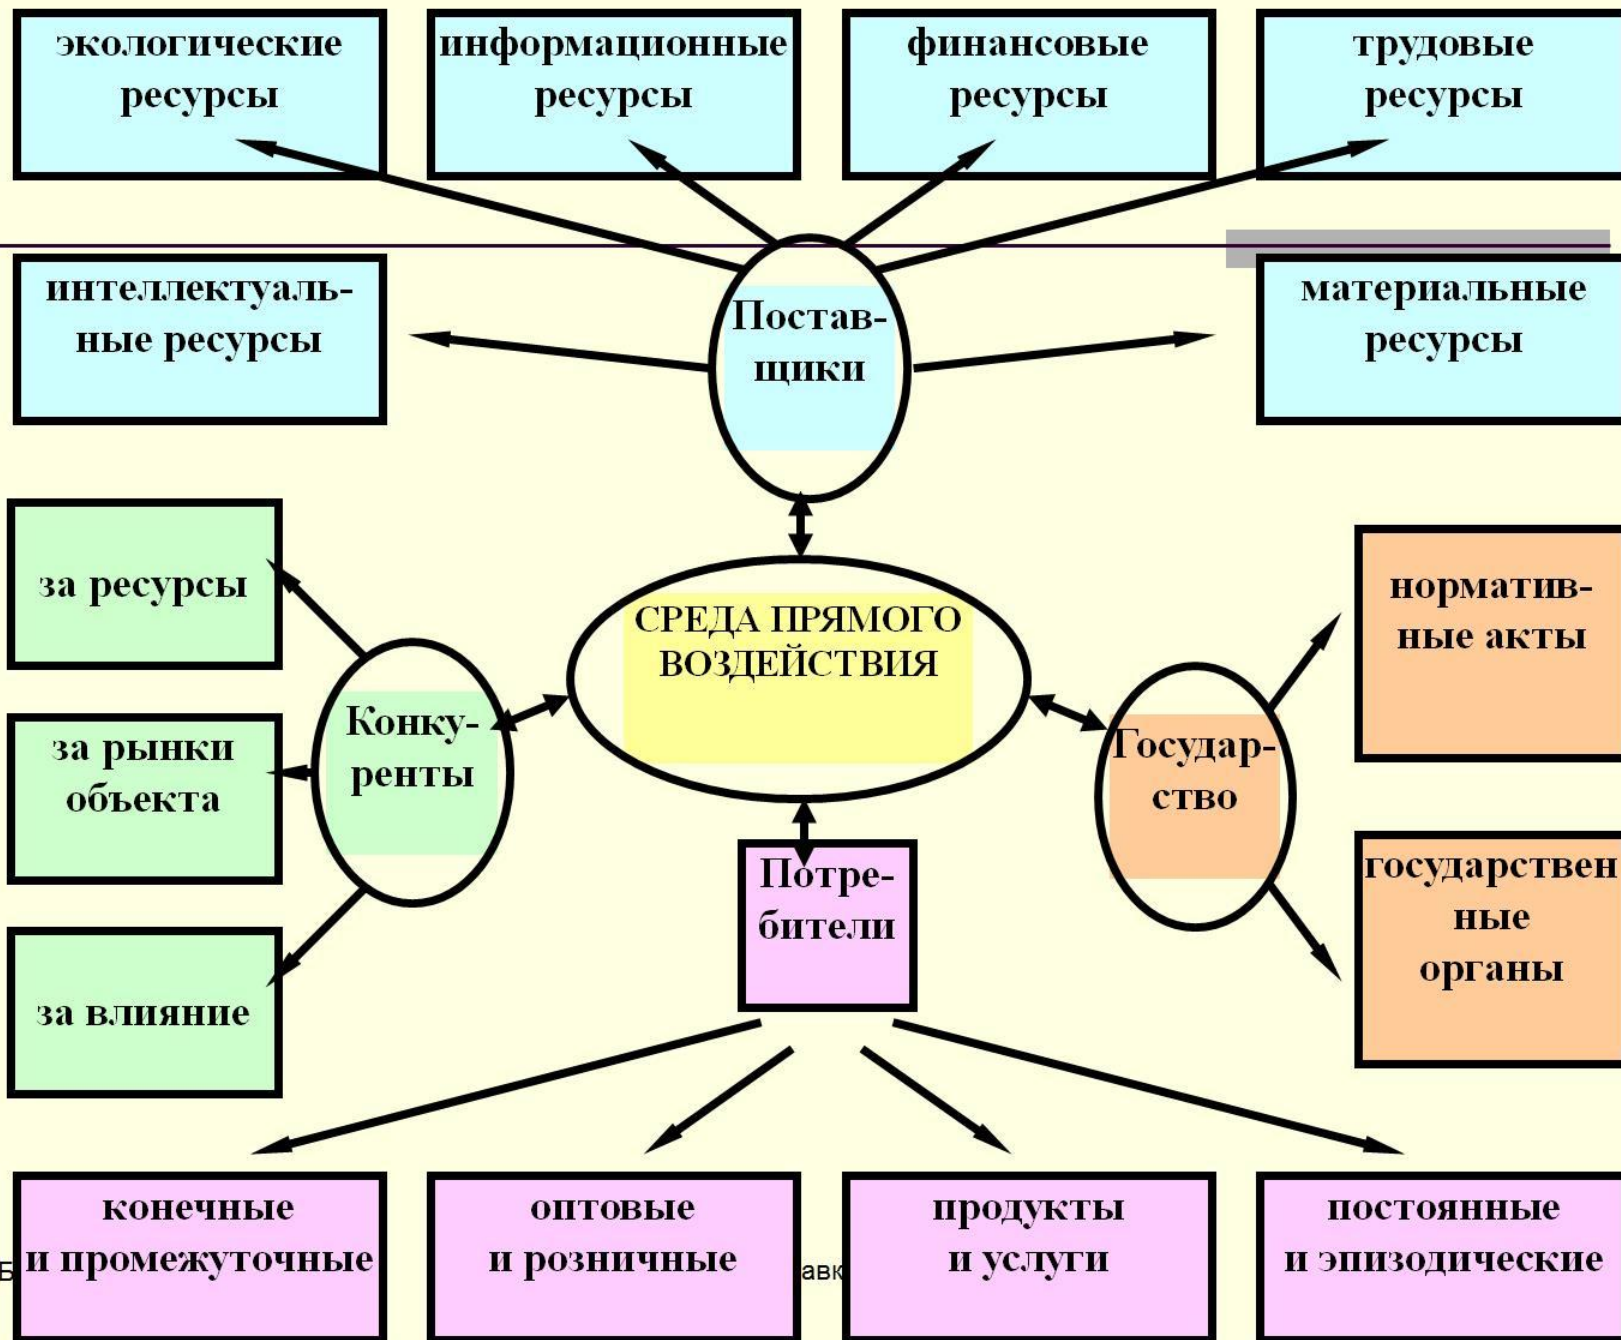 экологические
ресурсы
информационные
ресурсы
финансовые
ресурсы
трудовые
ресурсы
интеллектуаль-
ные ресурсы
Постав-
щики
материальные
ресурсы
за ресурсы
за рынки
объекта
за влияние
Конку-
ренты
СРЕДА ПРЯМОГО
ВОЗДЕЙСТВИЯ
Государ-
ство
норматив-
ные акты
государствен
ные
органы
Потре-
бители
конечные
и промежуточные
оптовые
и розничные
продукты
и услуги
постоянные
и эпизодические